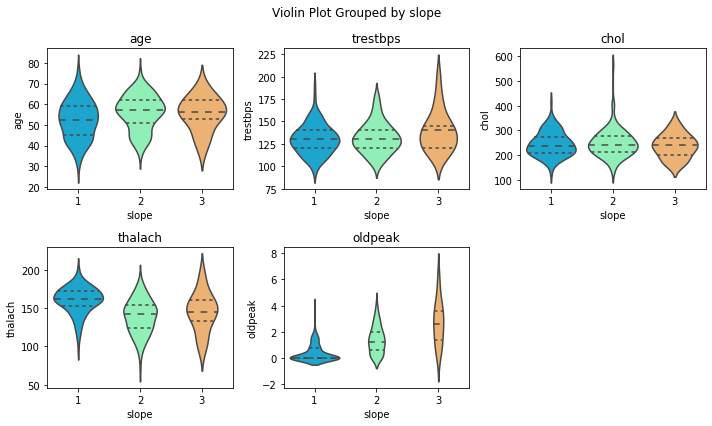 Violin Plot Grouped by slope
age
80
70
60
50
40
30
20
age
1 2 3
slope
trestbps
225
200
175
150
125
100
75
trestbps
1 2 3
slope
chol
600
500
400
300
200
100
chol
1 2 3
slope
thalach
200
150
100
50
thalach
1 2 3
slope
oldpeak
8
6
4
2
0
−2
oldpeak
1 2 3
slope